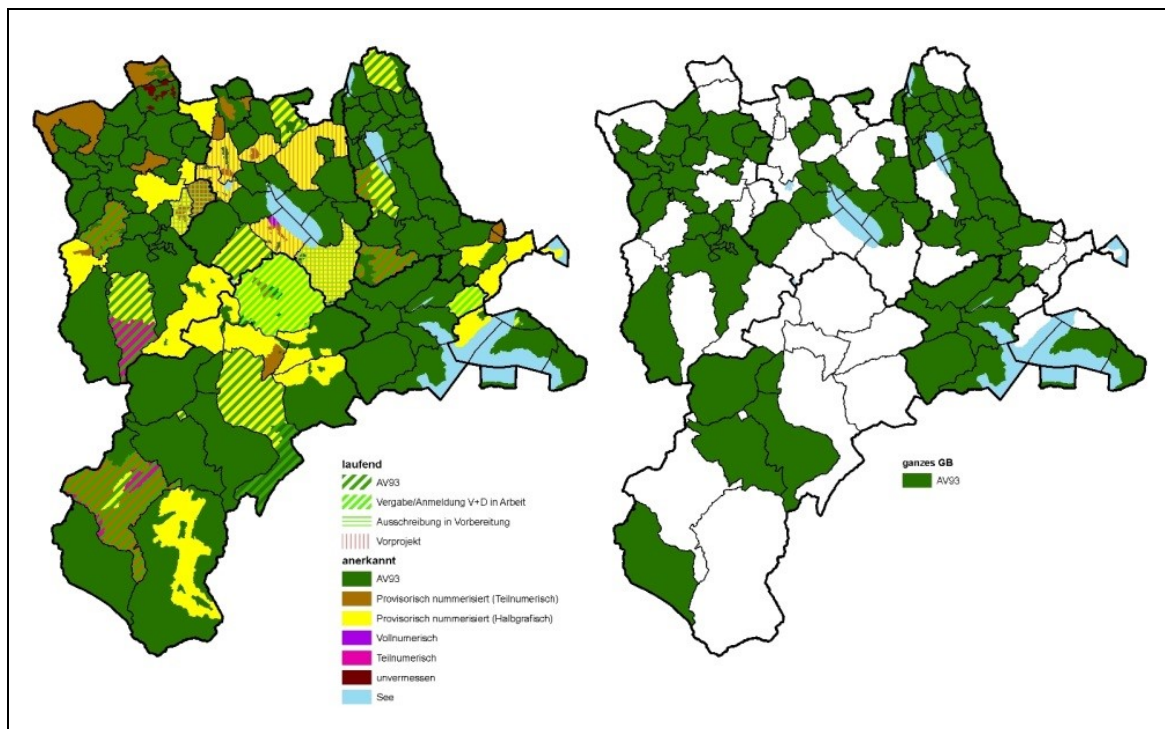 laufend
AV93
Vergabe/Anmeldung V+D in Arbeit
Ausschreibung in Vorbereitung
Vorprojekt
anerkannt
AV93
Provisorisch nummerisiert (Teilnumerisch)
Provisorisch nummerisiert (Halbgrafisch)
Vollnumerisch
Teilnumerisch
unvermessen
See
ganzes GB
AV93